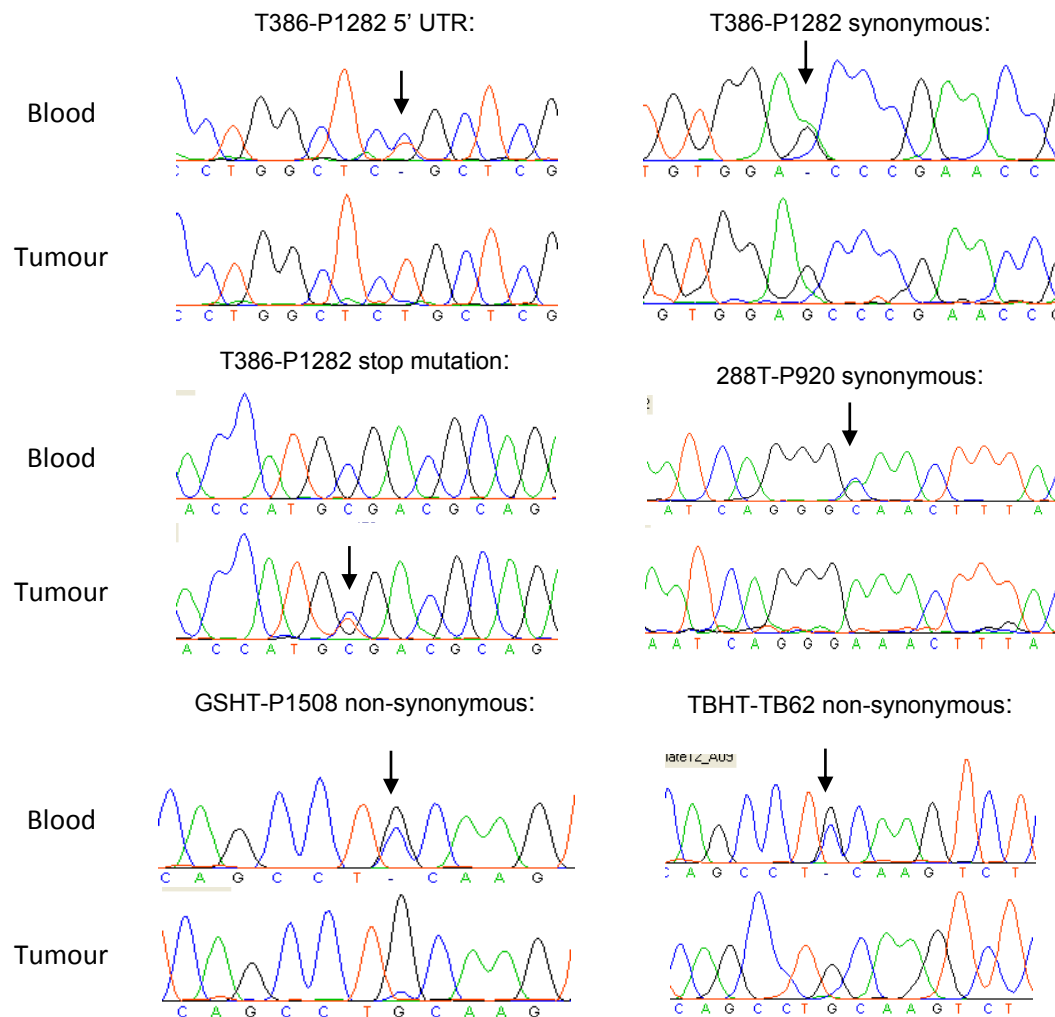 T386-P1282 5' UTR:
T386-P1282 synonymous:
Blood
C C T G G C T C - G C T C G
T G T G G A - C C C G A A C C
Tumour
C C T G G C T C T G C T C G
G T G G A G C C C G A A C C G
T386-P1282 stop mutation:
288T-P920 synonymous:
Blood
A C C A T G C G A C G C A G
A T C A G G G C A A C T T T A
Tumour
A C C A T G C G A C G C A G
A A T C A G G G A A A C T T T A
GSHT-P1508 non-synonymous:
TBHT-TB62 non-synonymous:
late12_A09
Blood
C A G C C T - C A A G
C A G C C T - C A A G T C T
Tumour
C A G C C T G C A A G
C A G C C T G C A A G T C T